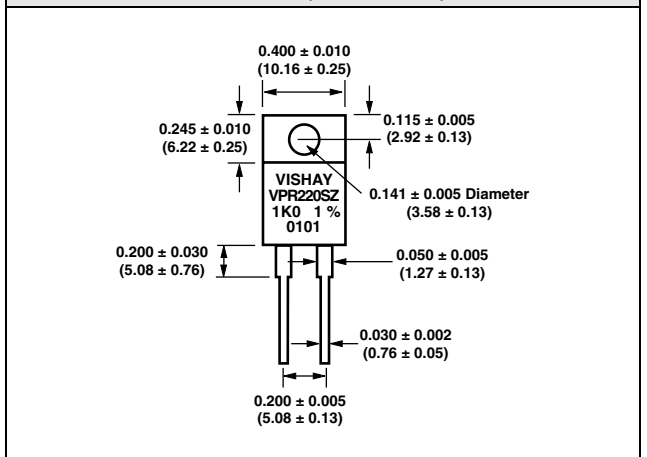 0.400 ± 0.010
(10.16 ± 0.25)
0.245 ± 0.010
(6.22 ± 0.25)
0.115 ± 0.005
(2.92 ± 0.13)
VISHAY
VPR220SZ
1K0 1 %
0101
0.141 ± 0.005 Diameter
(3.58 ± 0.13)
0.200 ± 0.030
(5.08 ± 0.76)
0.050 ± 0.005
(1.27 ± 0.13)
0.030 ± 0.002
(0.76 ± 0.05)
0.200 ± 0.005
(5.08 ± 0.13)